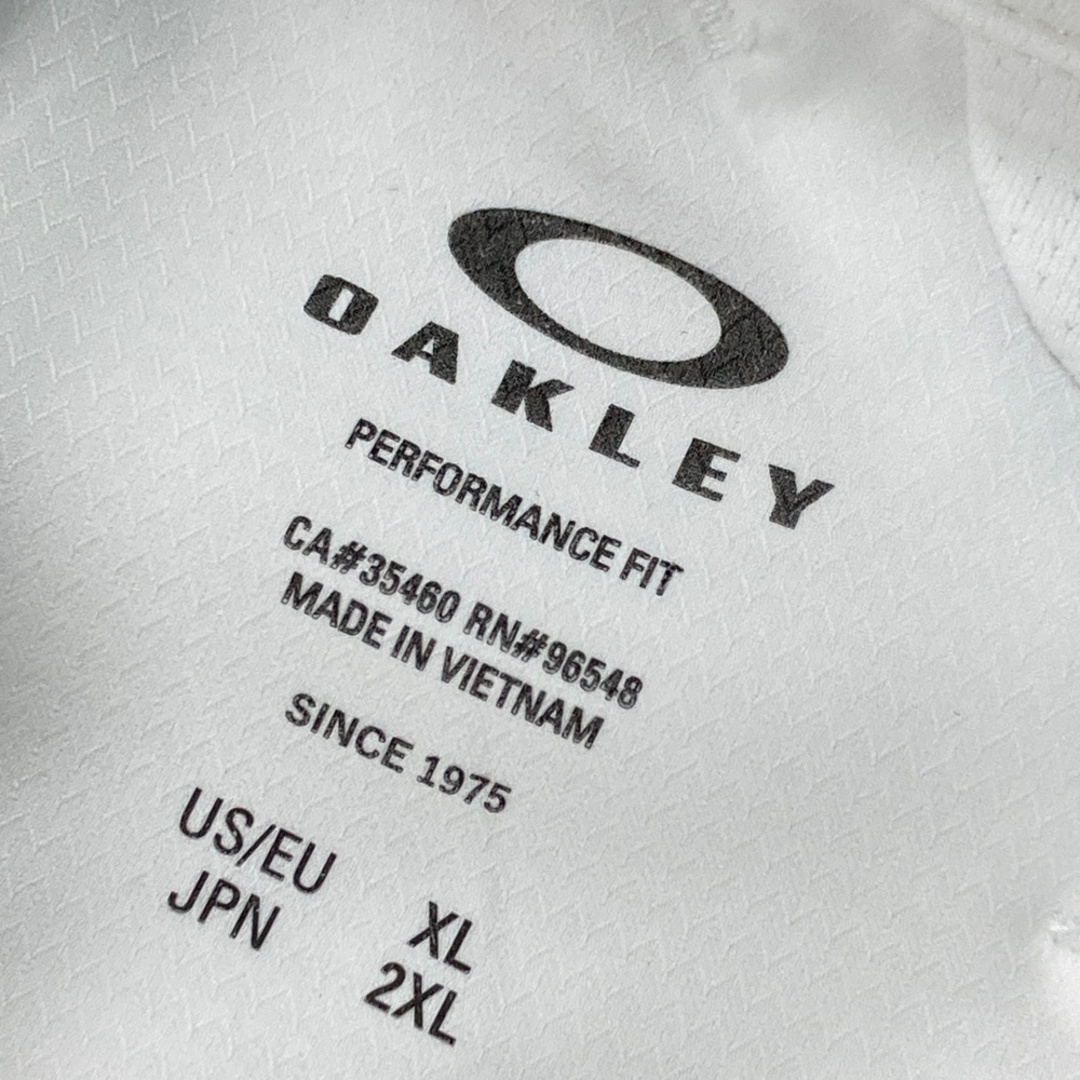 OAKLEY
PERFORMANCE FIT
CA#35460 RN#96548
MADE IN VIETNAM
SINCE 1975
US/EU XL
JPN 2XL